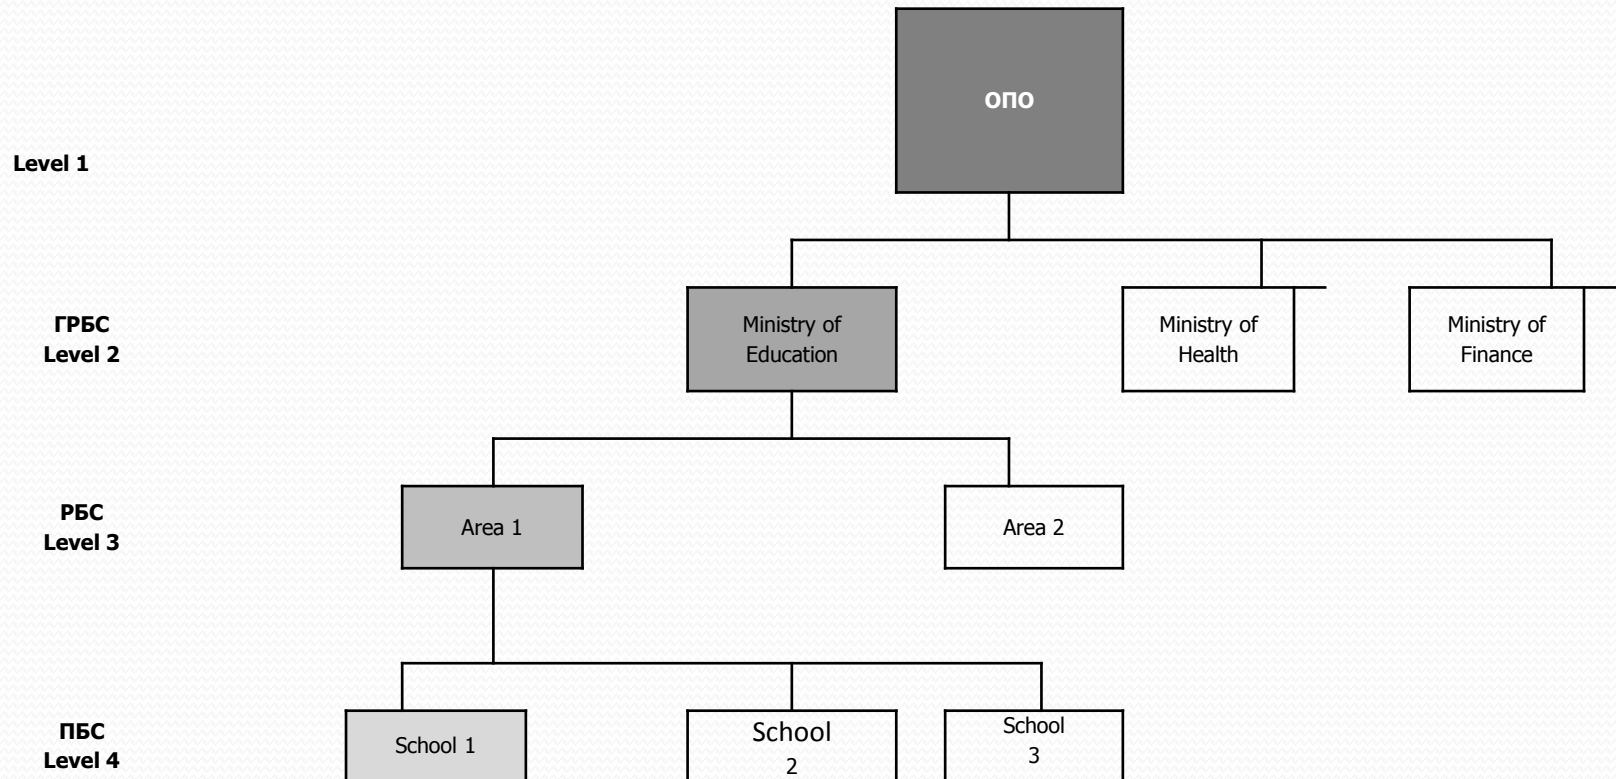 ОПО
Level 1
ГРБС
Level 2
Ministry of
Education
Ministry of
Health
Ministry of
Finance
РБС
Level 3
Area 1
Area 2
ПБС
Level 4
School 1
School
2
School
3